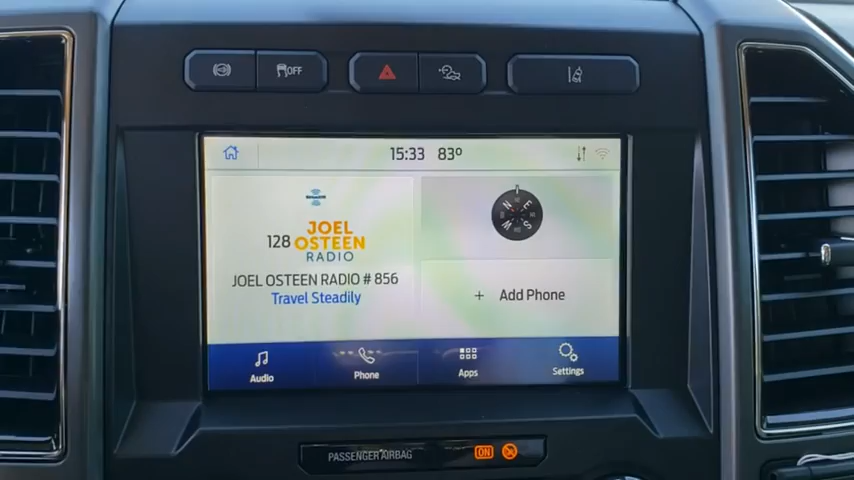 OFF
15:33 83°
JOEL
128 OSTEEN
RADIO
JOEL OSTEEN RADIO # 856
Travel Steadily
N E
W S
+ Add Phone
Audio Phone Apps Settings
PASSENGER AIRBAG ON